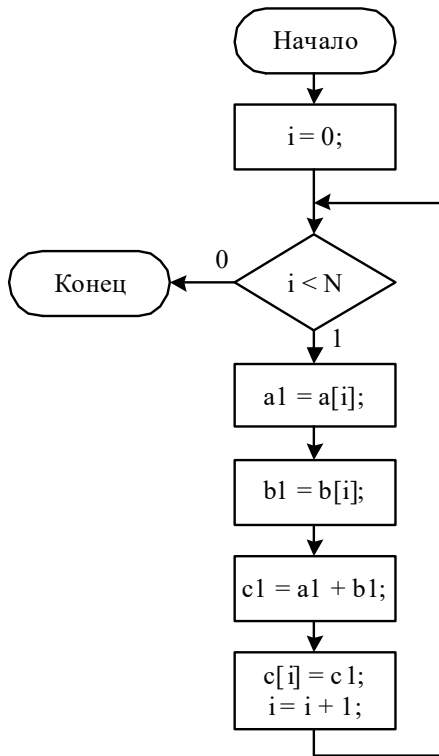 Начало
i = 0;
i < N
0
Конец
1
a1 = a[i];
b1 = b[i];
c1 = a1 + b1;
c[i] = c1;
i = i + 1;